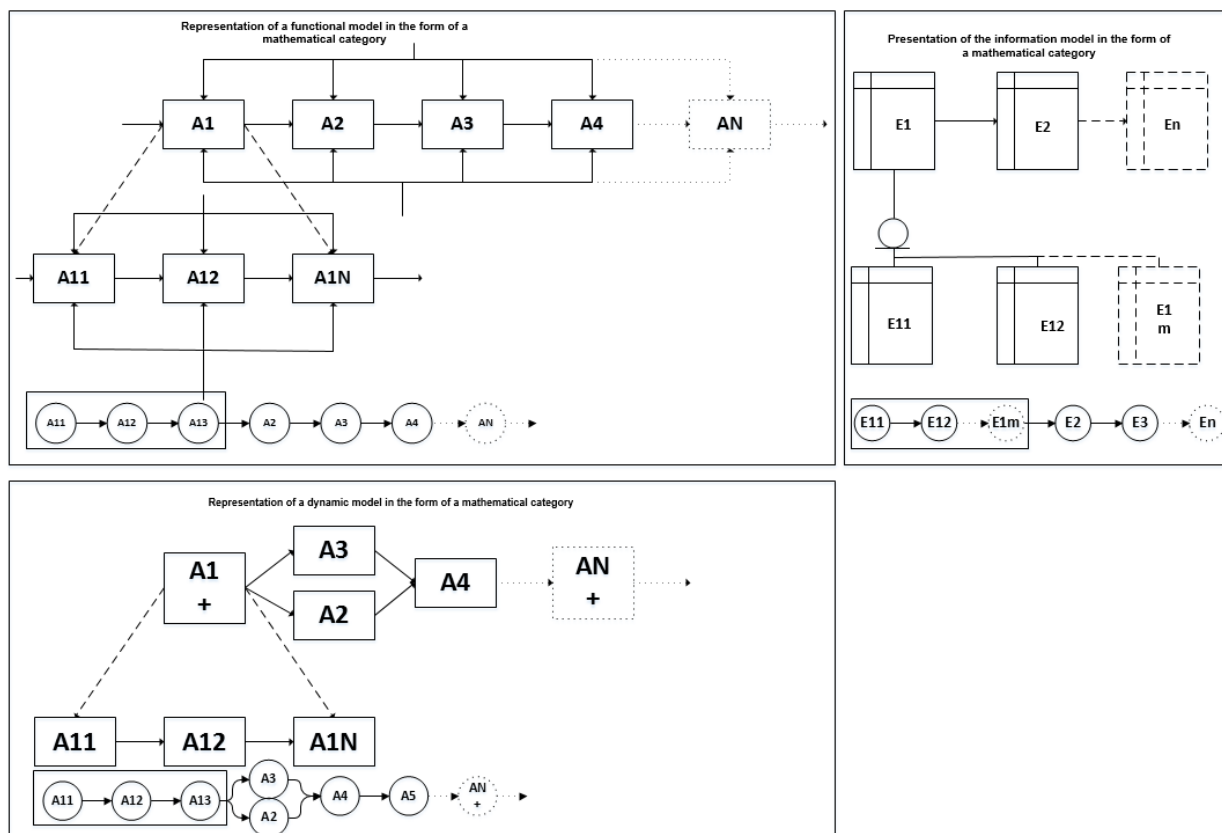 Representation of a functional model in the form of a
mathematical category
A1
A2
A3
A4
AN
A11
A12
A1N
A11
A12
A13
A2
A3
A4
AN
Presentation of the information model in the form of
a mathematical category
E1
E2
En
E11
E12
E1
m
E11
E12
E1m
E2
E3
En
Representation of a dynamic model in the form of a mathematical category
A1
+
A3
A2
A4
AN
+
A11
A12
A1N
A11
A12
A13
A3
A2
A4
A5
AN
+